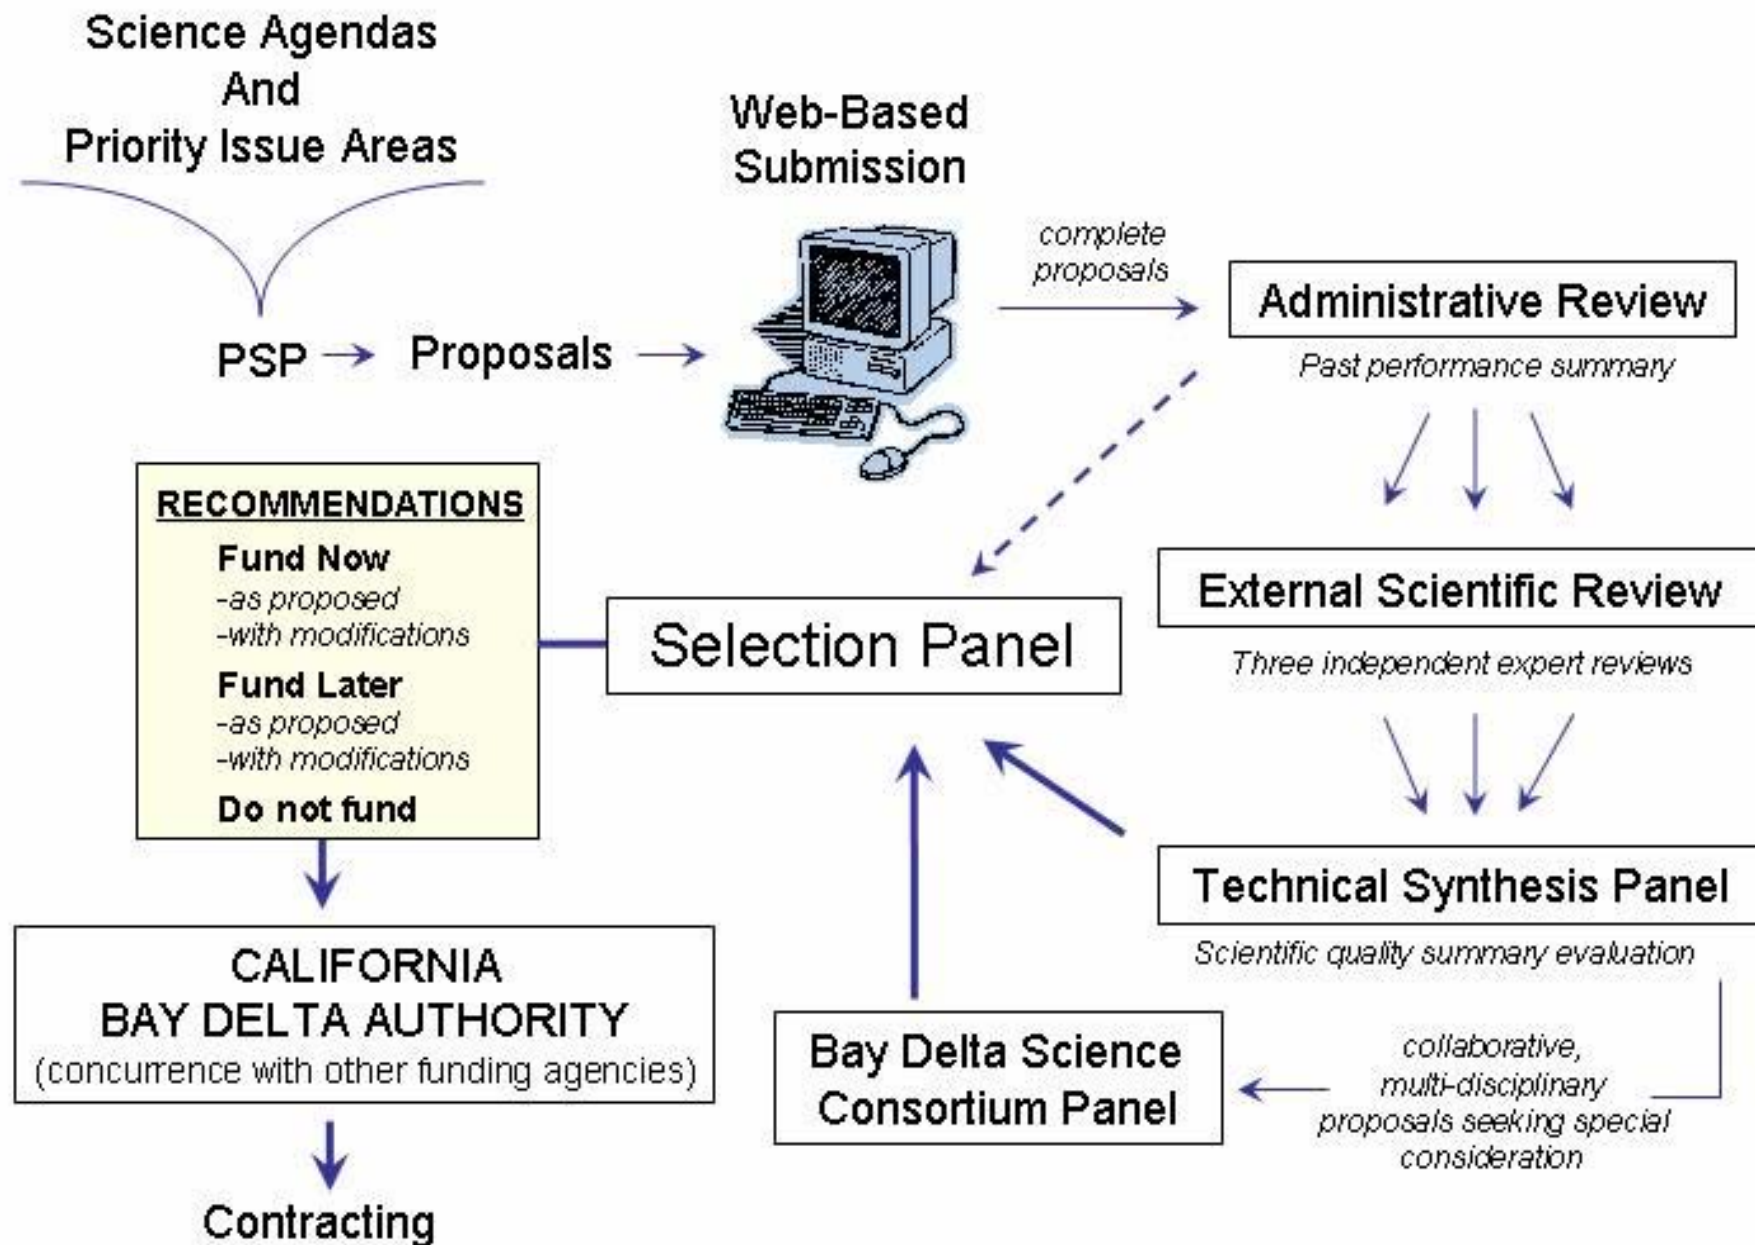 Science Agendas
And
Priority Issue Areas
PSP
Proposals
Web-Based
Submission
complete
proposals
Administrative Review
Past performance summary
External Scientific Review
Three independent expert reviews
Technical Synthesis Panel
Scientific quality summary evaluation
collaborative,
multi-disciplinary
proposals seeking special
consideration
Bay Delta Science
Consortium Panel
Selection Panel
RECOMMENDATIONS
Fund Now
-as proposed
-with modifications
Fund Later
-as proposed
-with modifications
Do not fund
CALIFORNIA
BAY DELTA AUTHORITY
(concurrence with other funding agencies)
Contracting